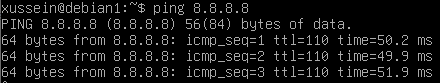 xussein@debian1:~$ ping 8.8.8.8
PING 8.8.8.8 (8.8.8.8) 56(84) bytes of data.
64 bytes from 8.8.8.8: icmp_seq=1 ttl=110 time=50.2 ms
64 bytes from 8.8.8.8: icmp_seq=2 ttl=110 time=49.9 ms
64 bytes from 8.8.8.8: icmp_seq=3 ttl=110 time=51.9 ms